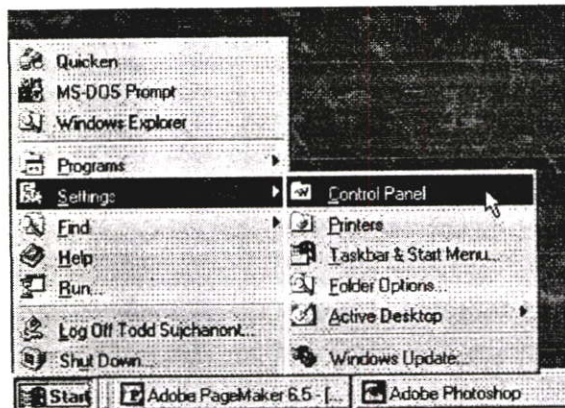 Quicken
MS-DOS Prompt
Windows Explorer
Programs
Settings
Find
Help
Run...
Log Off Todd Sujchanont...
Shut Down...
Control Panel
Printers
Taskbar & Start Menu...
Folder Options...
Active Desktop
Windows Update...
Start
Adobe PageMaker 6.5 - [...
Adobe Photoshop